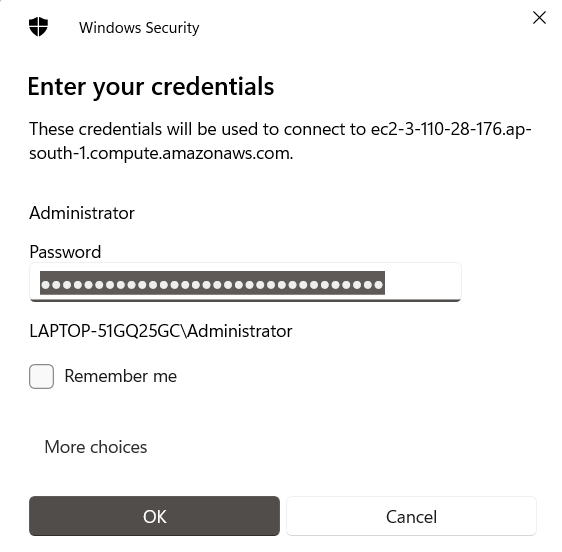 Windows Security
Enter your credentials
These credentials will be used to connect to ec2-3-110-28-176.ap-
south-1.compute.amazonaws.com.
Administrator
Password
●●●●●●●●●●●●●●●●●●●●●●●●●●●●●●●●
LAPTOP-51GQ25GC\Administrator
Remember me
More choices
OK
Cancel